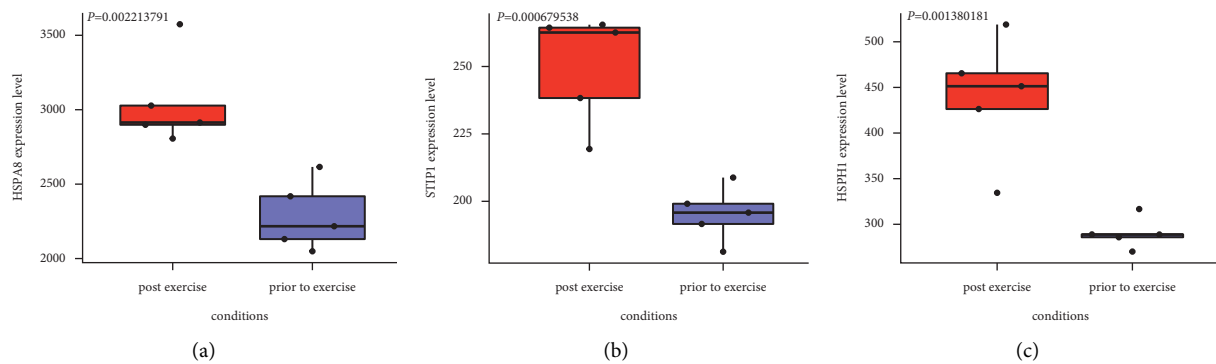 P=0.002213791
HSPA8 expression level
3500
3000
2500
2000
post exercise
prior to exercise
conditions
(a)
P=0.000679538
STIP1 expression level
250
225
200
post exercise
prior to exercise
conditions
(b)
P=0.001380181
HSPH1 expression level
500
450
400
350
300
post exercise
prior to exercise
conditions
(c)